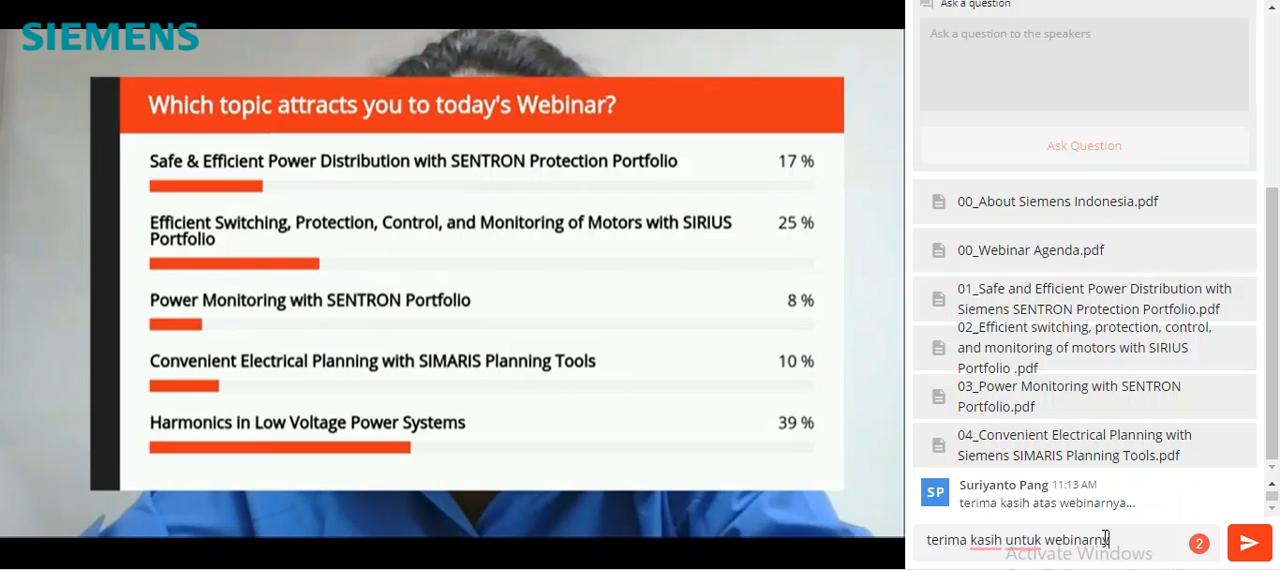 SIEMENS
Which topic attracts you to today's Webinar?
Safe & Efficient Power Distribution with SENTRON Protection Portfolio 17 %
Efficient Switching, Protection, Control, and Monitoring of Motors with SIRIUS 25 %
Portfolio
Power Monitoring with SENTRON Portfolio 8 %
Convenient Electrical Planning with SIMARIS Planning Tools 10 %
Harmonics in Low Voltage Power Systems 39 %
Ask a question
Ask a question to the speakers
Ask Question
00_About Siemens Indonesia.pdf
00_Webinar Agenda.pdf
01_Safe and Efficient Power Distribution with
Siemens SENTRON Protection Portfolio.pdf
02_Efficient switching, protection, control,
and monitoring of motors with SIRIUS
Portfolio .pdf
03_Power Monitoring with SENTRON
Portfolio.pdf
04_Convenient Electrical Planning with
Siemens SIMARIS Planning Tools.pdf
SP Suriyanto Pang 11:13 AM
terima kasih atas webinarnya...
terima kasih untuk webinarny 2
Activate Windows